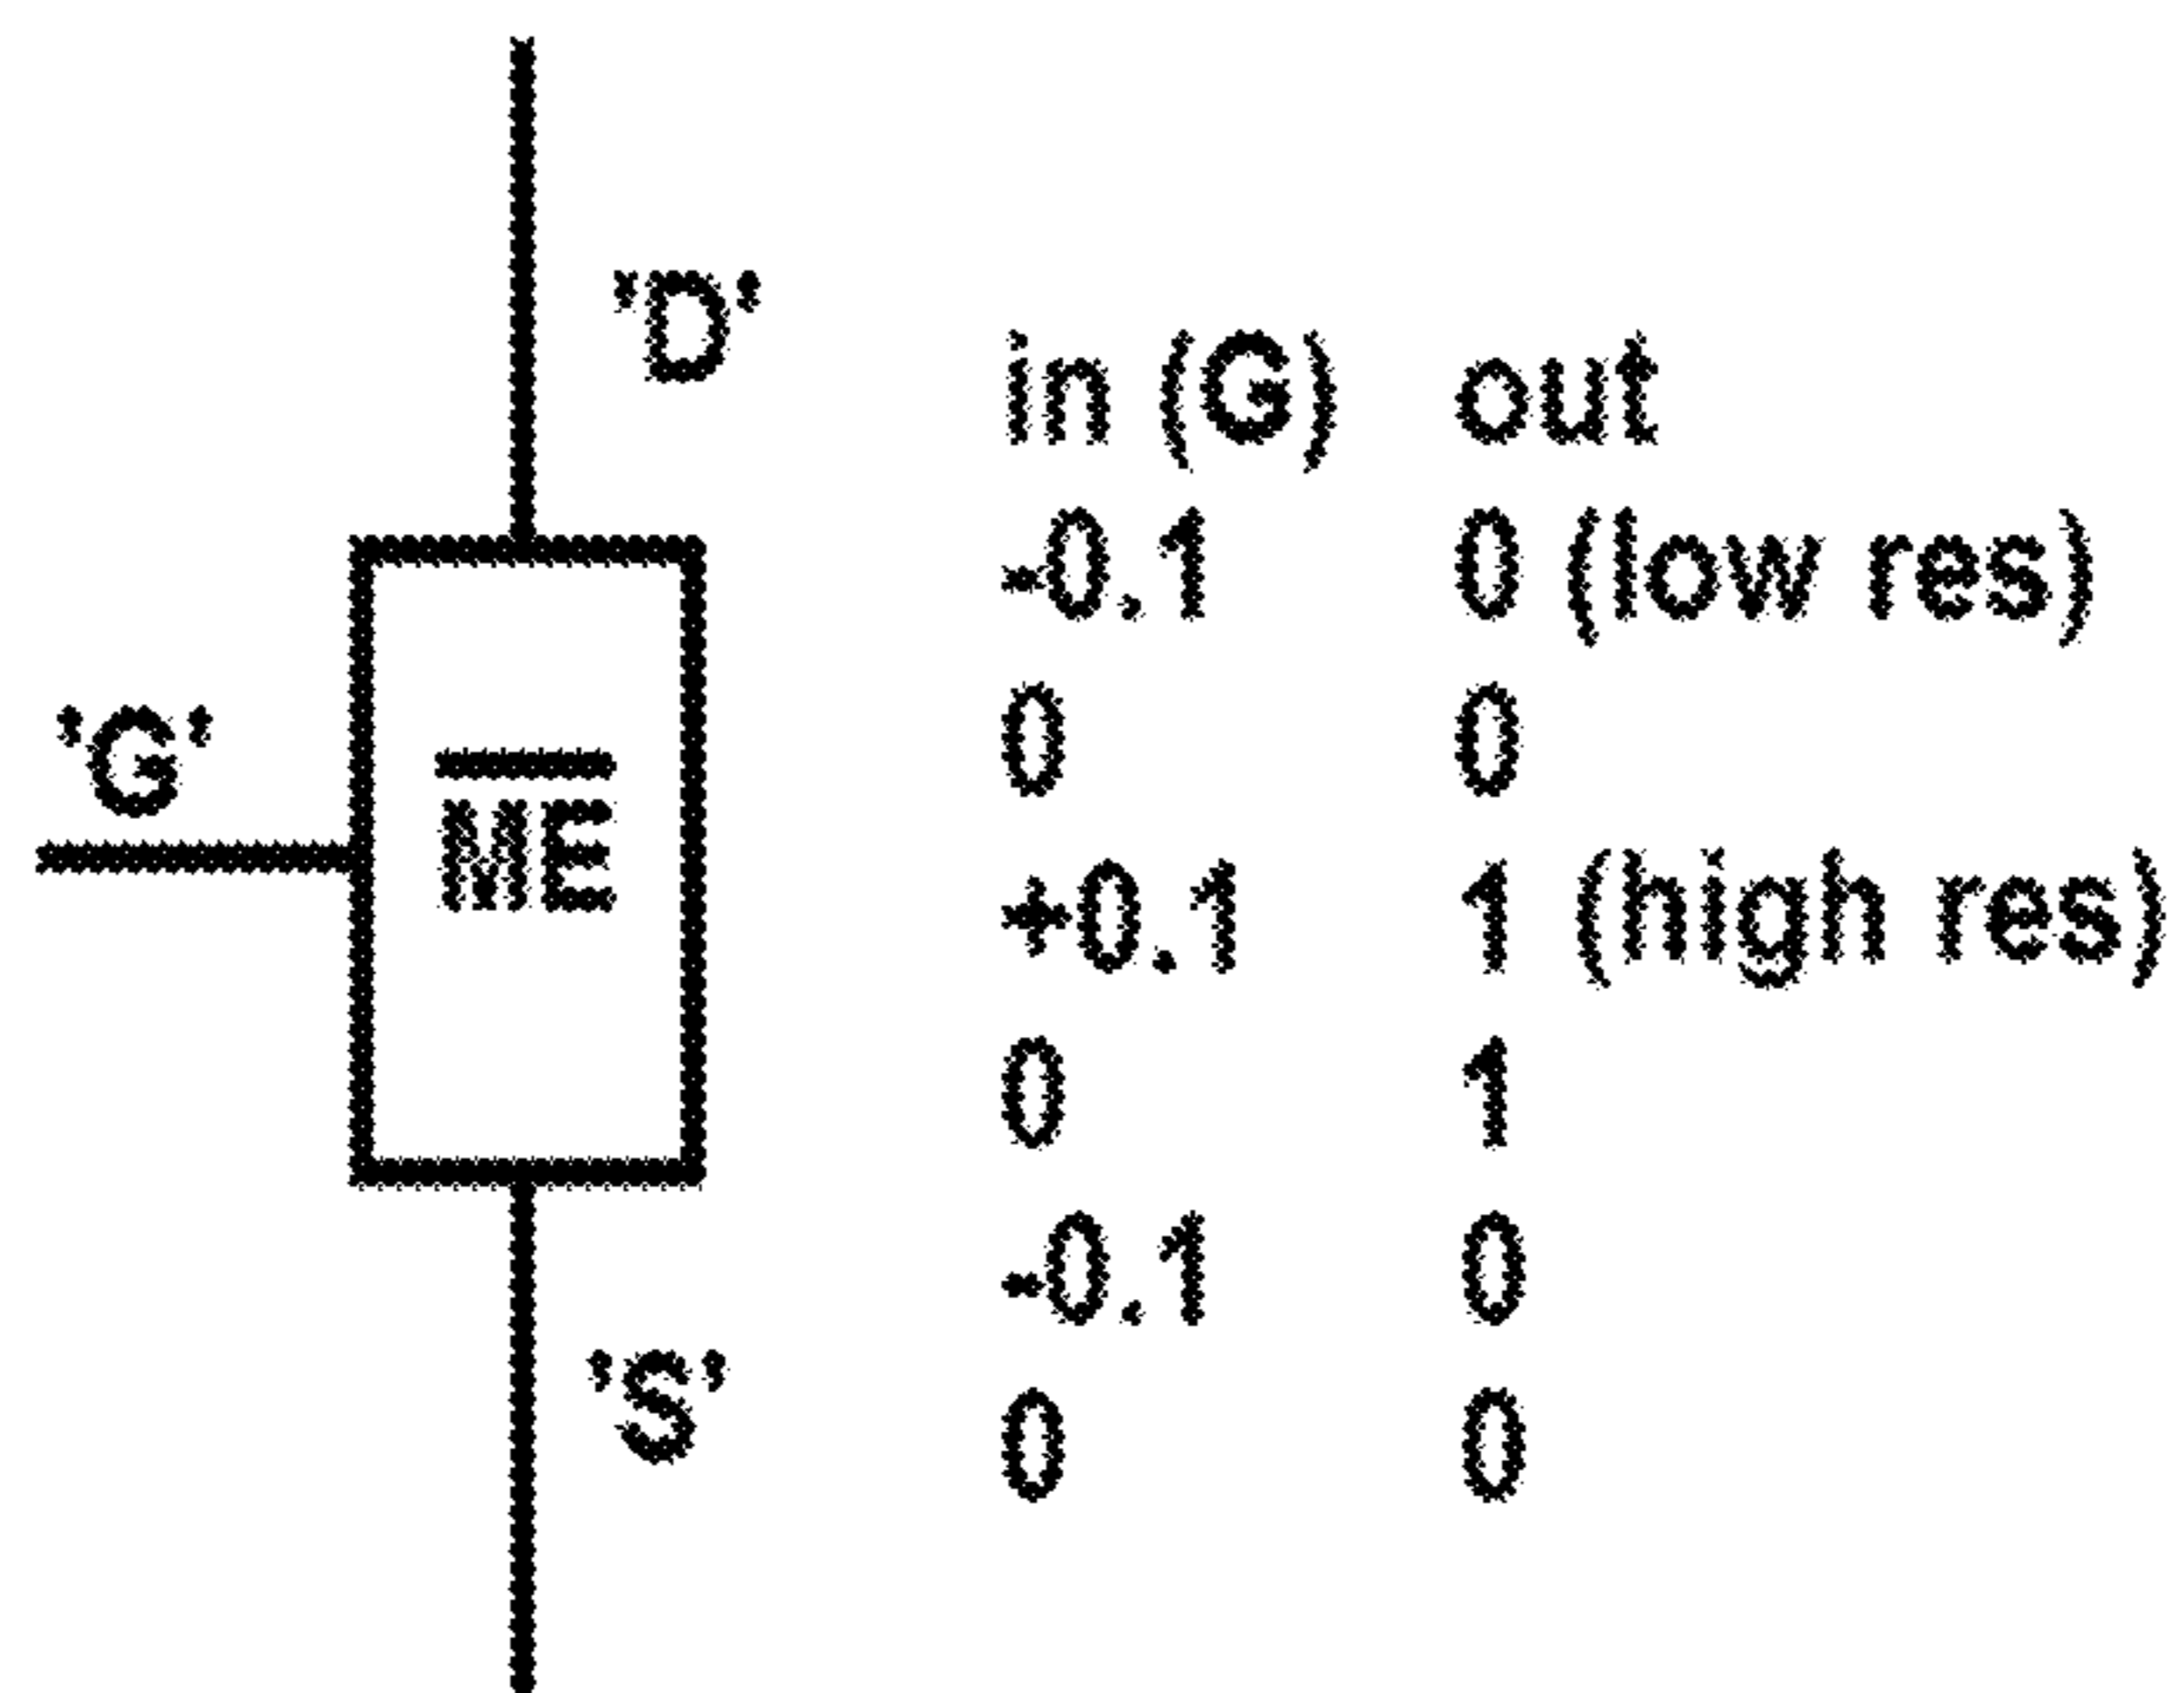 'D'
in (G) out
-0.1 0 (low res)
0 0
'G'
M̅E̅
+0.1 1 (high res)
0 1
-0.1 0
'S'
0 0